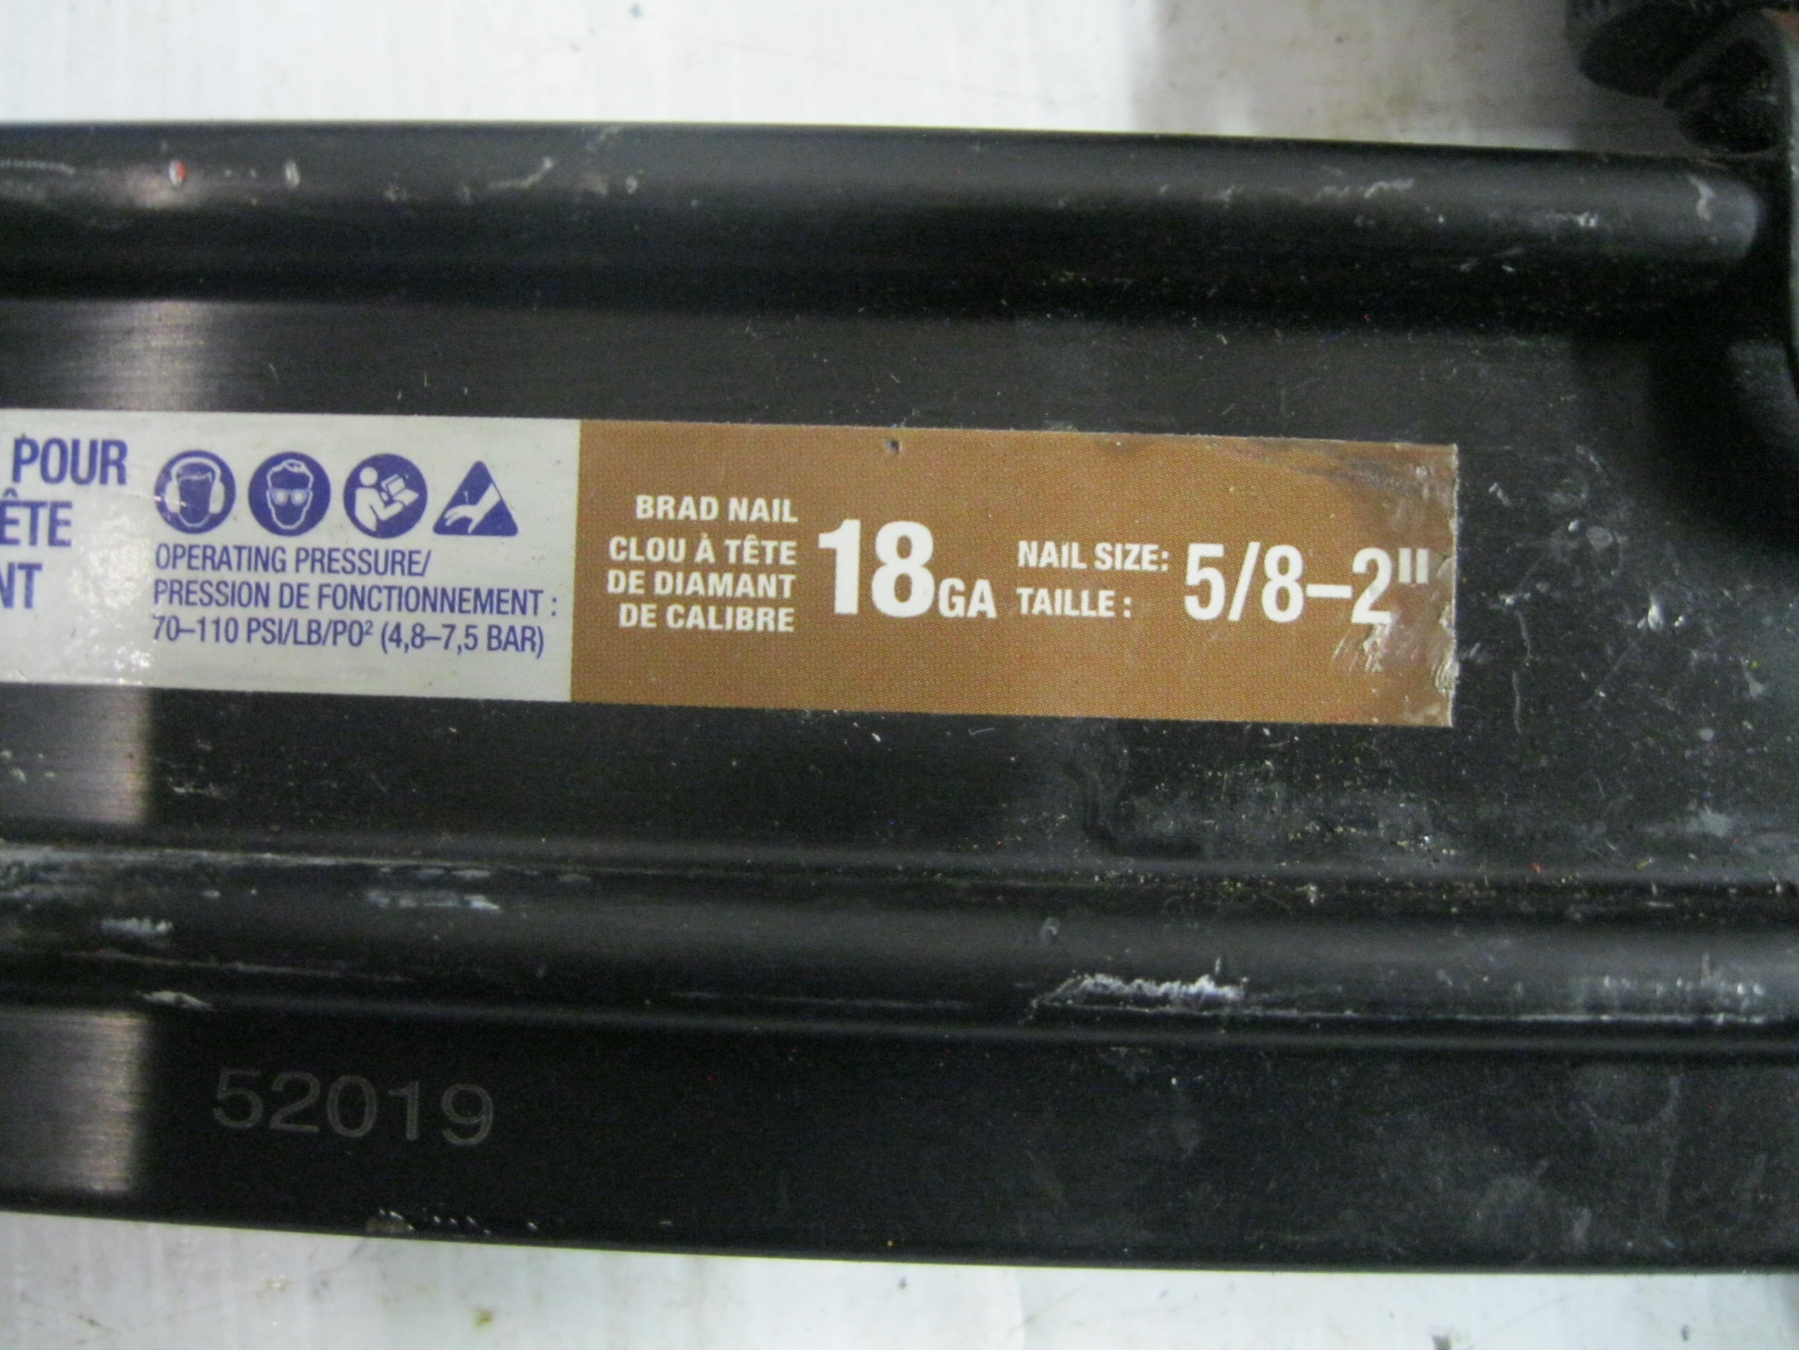 POUR
ÊTE
NT
OPERATING PRESSURE/
PRESSION DE FONCTIONNEMENT :
70–110 PSI/LB/PO² (4,8–7,5 BAR)
BRAD NAIL
CLOU À TÊTE
DE DIAMANT
DE CALIBRE
18GA
NAIL SIZE:
TAILLE :
5/8–2"
52019